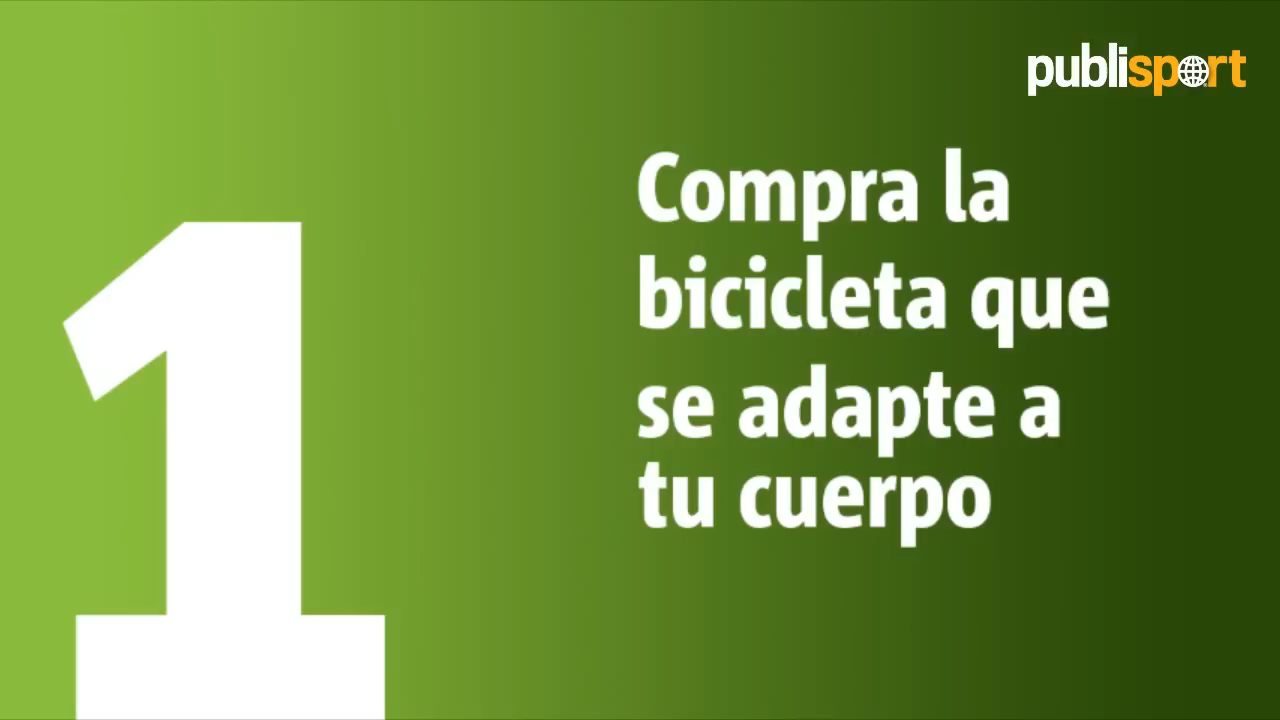 publisport
1
Compra la
bicicleta que
se adapte a
tu cuerpo